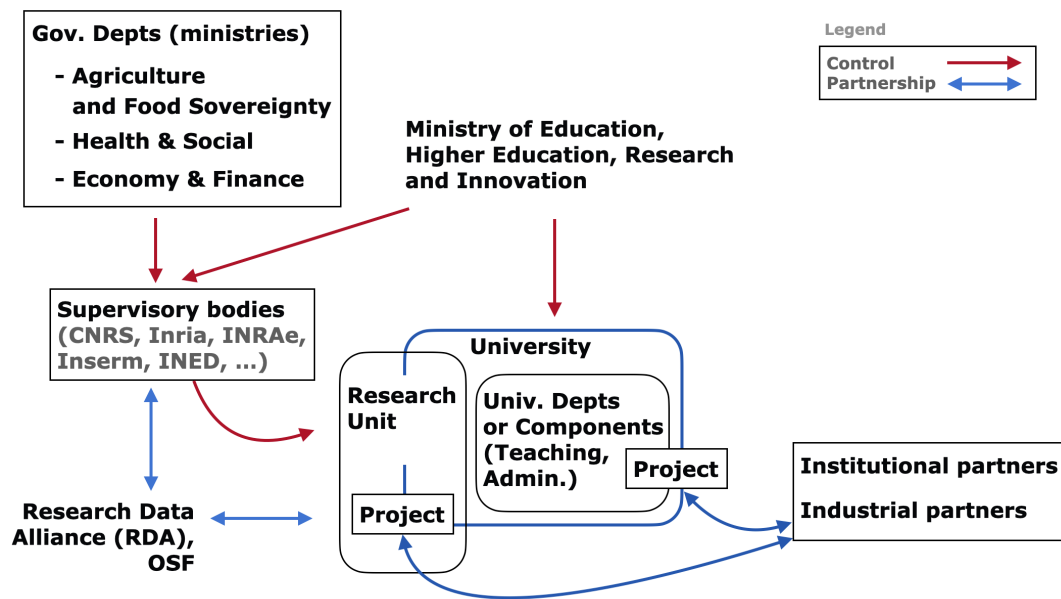 Gov. Depts (ministries)
- Agriculture
and Food Sovereignty
- Health & Social
- Economy & Finance
Legend
Control
Partnership
Ministry of Education,
Higher Education, Research
and Innovation
Supervisory bodies
(CNRS, Inria, INRAe,
Inserm, INED, ...)
University
Research
Unit
Univ. Depts
or Components
(Teaching,
Admin.)
Project
Project
Institutional partners
Industrial partners
Research Data
Alliance (RDA),
OSF